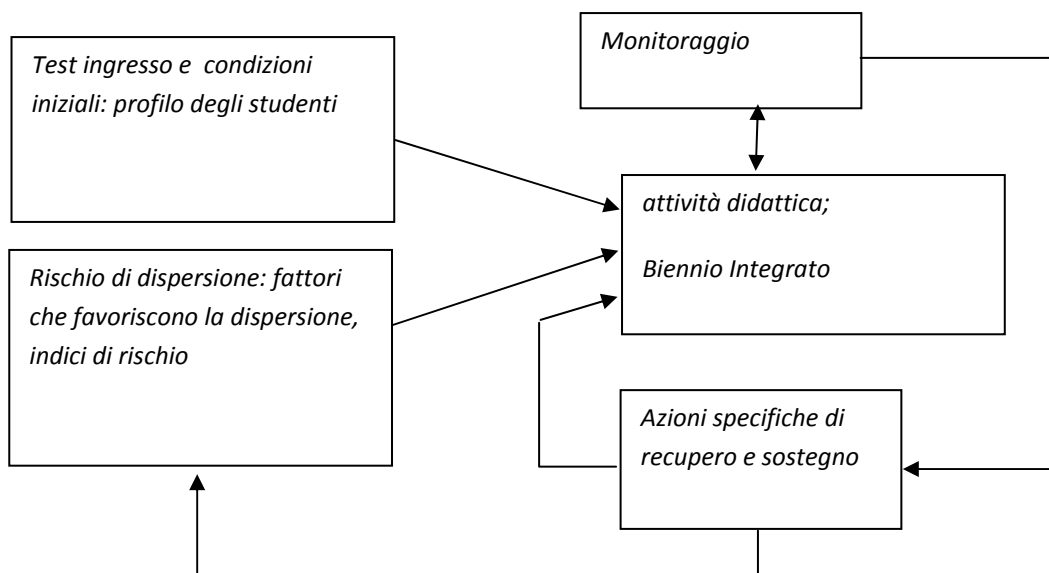 Test ingresso e condizioni
iniziali: profilo degli studenti
Monitoraggio
attività didattica;
Biennio Integrato
Rischio di dispersione: fattori
che favoriscono la dispersione,
indici di rischio
Azioni specifiche di
recupero e sostegno